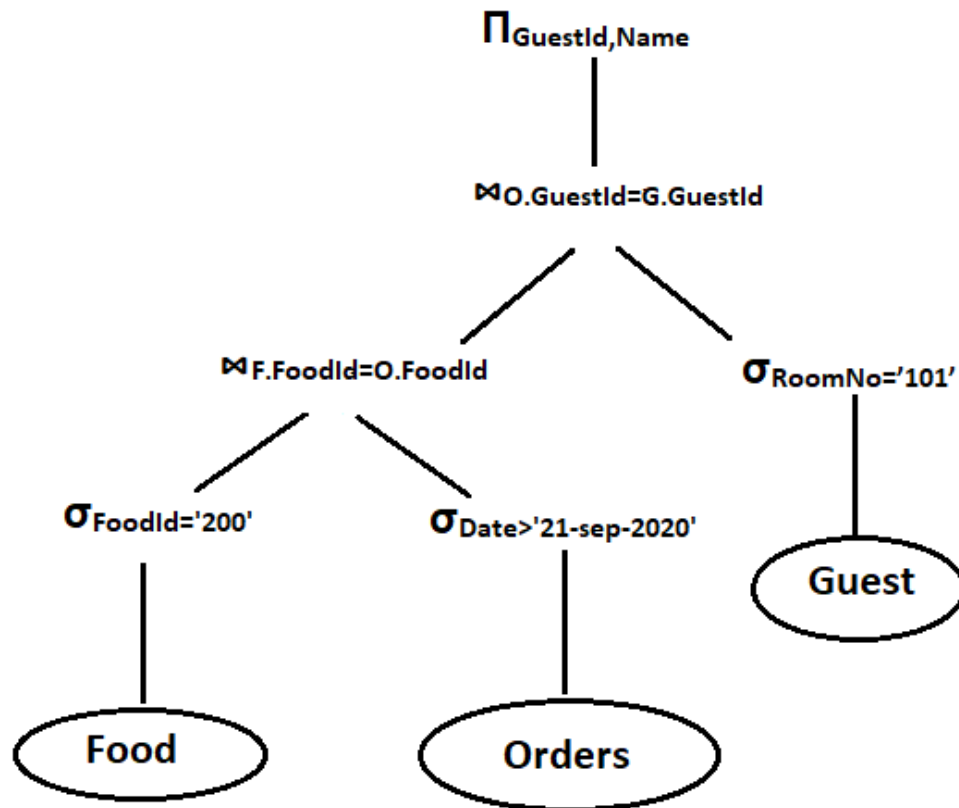 ΠGuestId,Name
⋈O.GuestId=G.GuestId
⋈F.FoodId=O.FoodId
σRoomNo=’101’
σFoodId='200'
σDate>'21-sep-2020'
Guest
Food
Orders